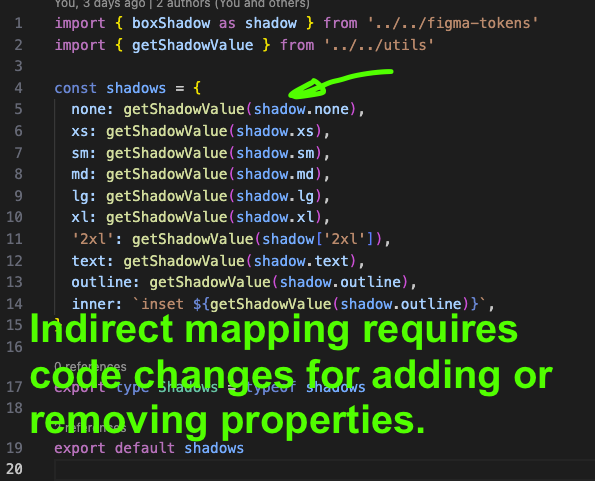 You, 3 days ago | 2 authors (You and others)
1 import { boxShadow as shadow } from '../../figma-tokens'
2 import { getShadowValue } from '../../utils'
3
4 const shadows = {
5 none: getShadowValue(shadow.none),
6 xs: getShadowValue(shadow.xs),
7 sm: getShadowValue(shadow.sm),
8 md: getShadowValue(shadow.md),
9 lg: getShadowValue(shadow.lg),
10 xl: getShadowValue(shadow.xl),
11 '2xl': getShadowValue(shadow['2xl']),
12 text: getShadowValue(shadow.text),
13 outline: getShadowValue(shadow.outline),
14 inner: `inset ${getShadowValue(shadow.outline)}`,
15 }
Indirect mapping requires
16
0 references
code changes for adding or
17 export type Shadows = typeof shadows
18
removing properties.
references
19 export default shadows
20